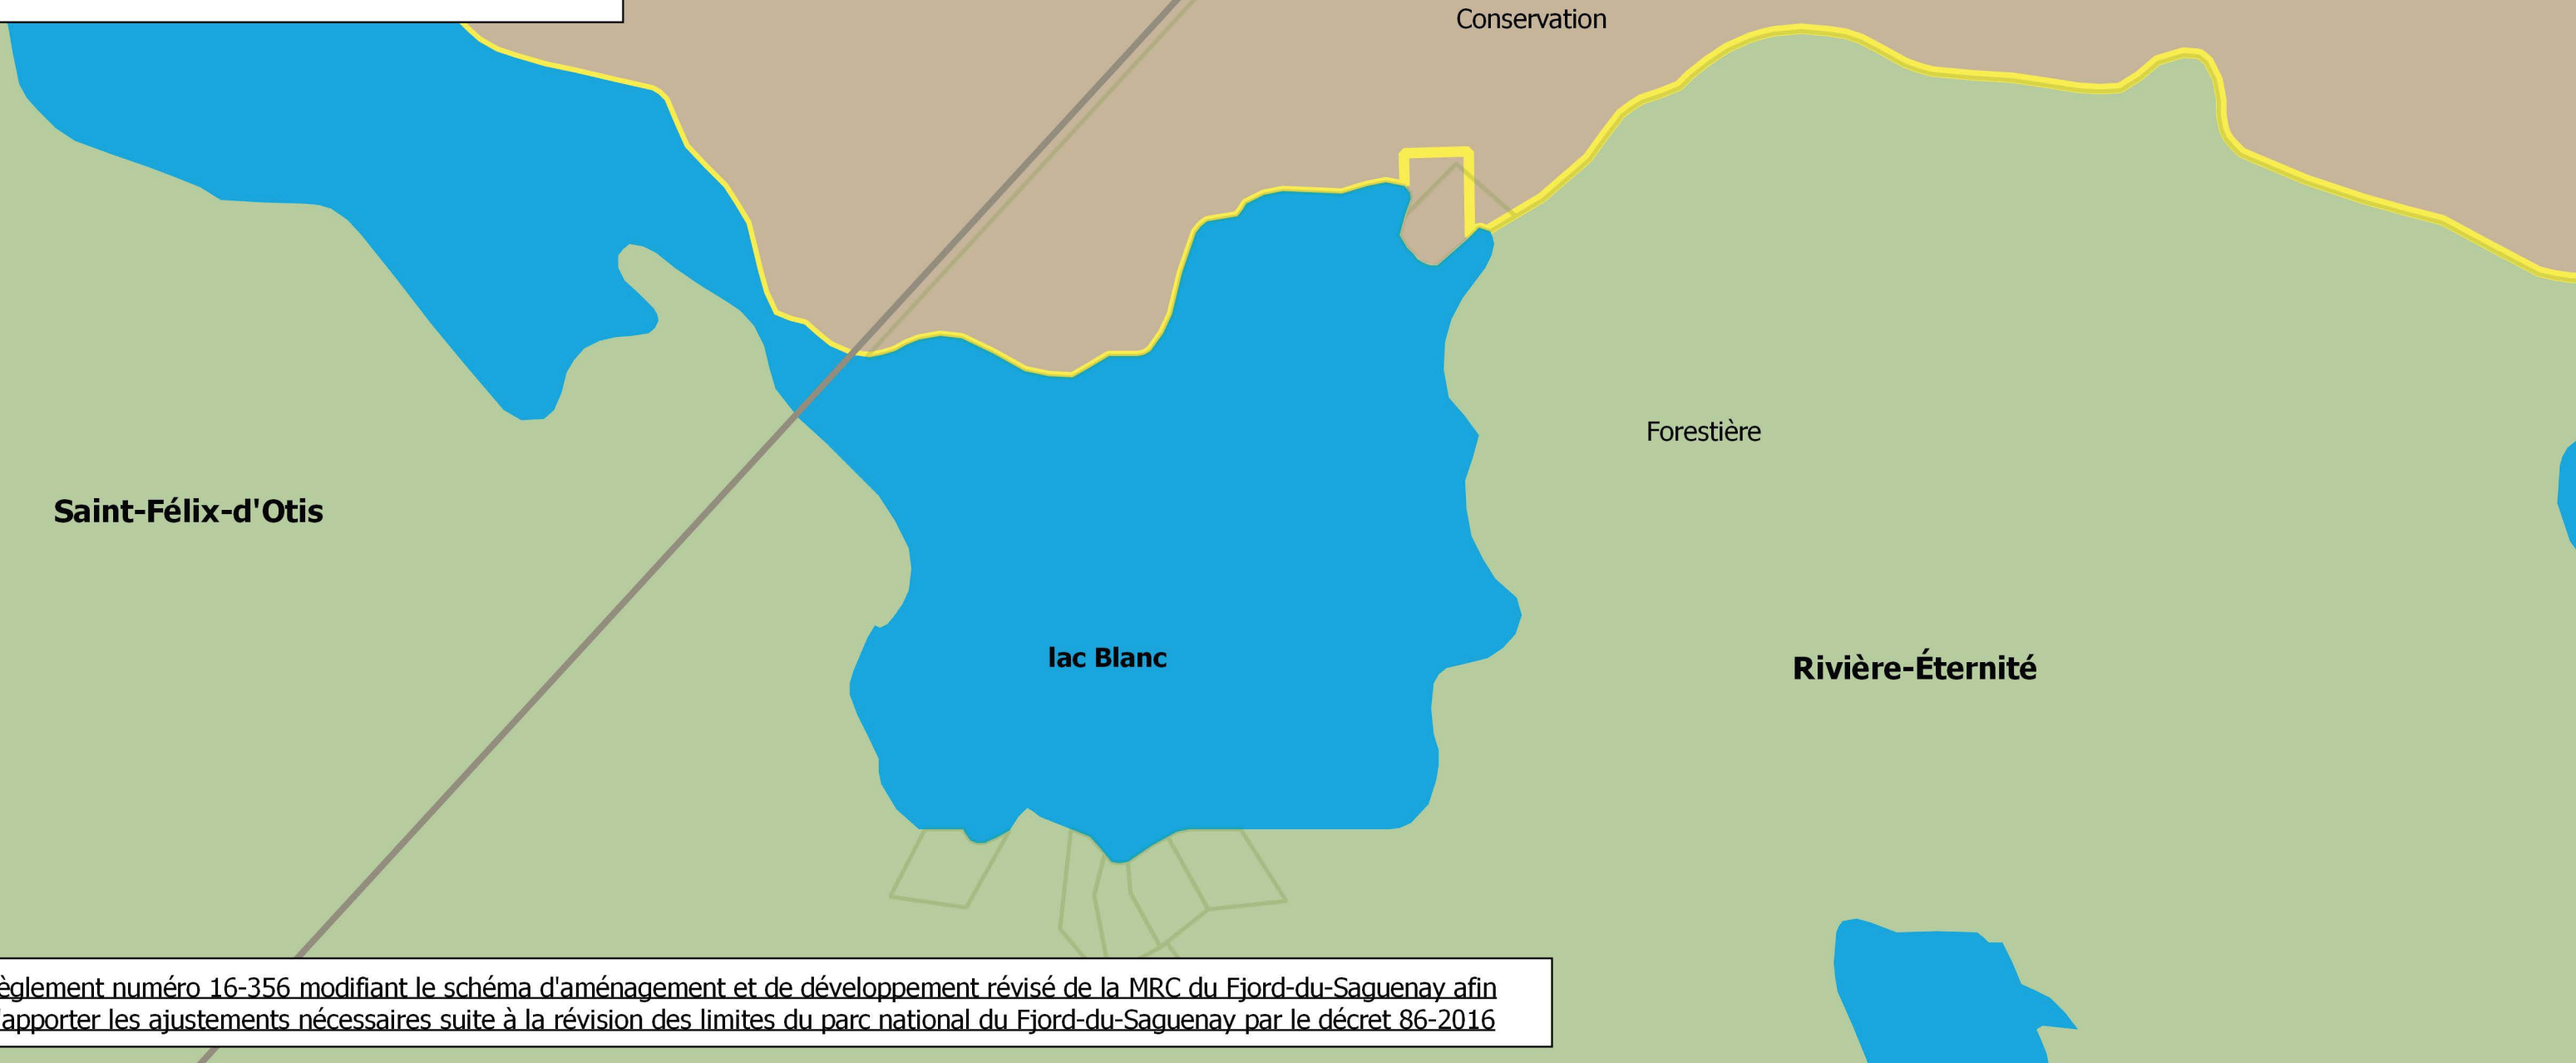 Conservation
Forestière
Saint-Félix-d'Otis
lac Blanc
Rivière-Éternité
èglement numéro 16-356 modifiant le schéma d'aménagement et de développement révisé de la MRC du Fjord-du-Saguenay afin
'apporter les ajustements nécessaires suite à la révision des limites du parc national du Fjord-du-Saguenay par le décret 86-2016